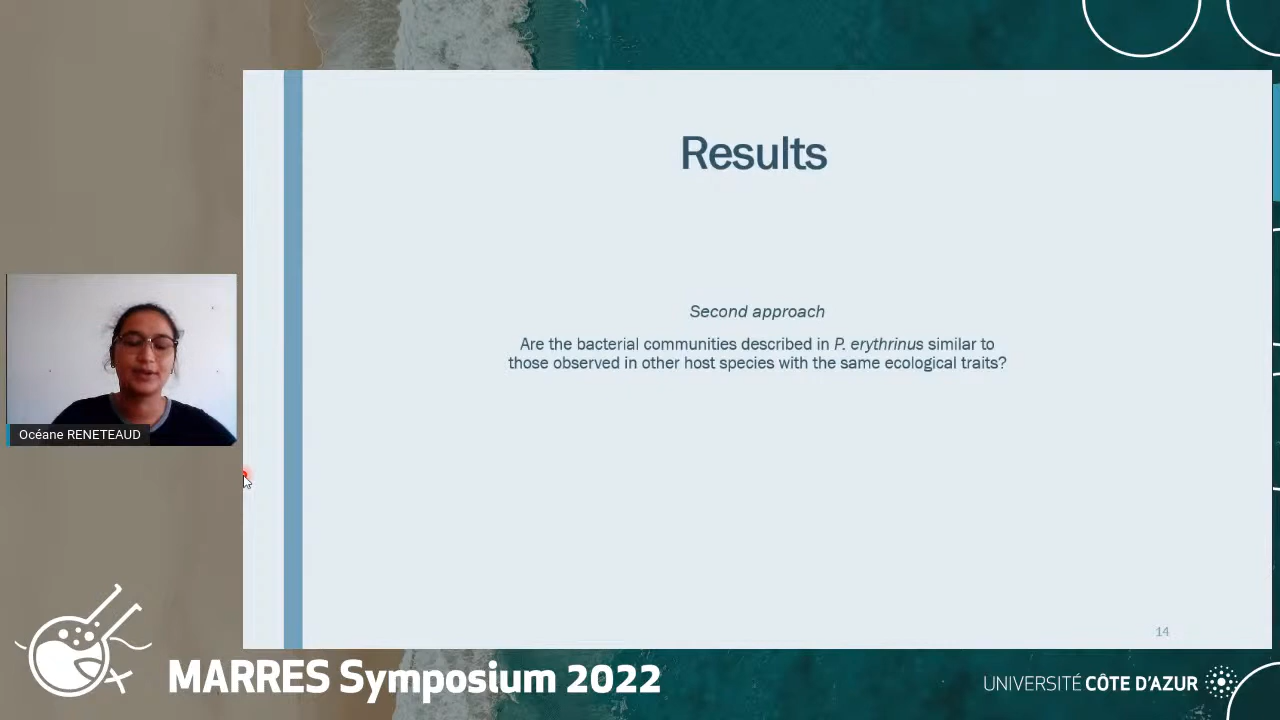 Results
Second approach
Are the bacterial communities described in P. erythrinus similar to
those observed in other host species with the same ecological traits?
Océane RENETEAUD
14
MARRES Symposium 2022
UNIVERSITÉ CÔTE D'AZUR